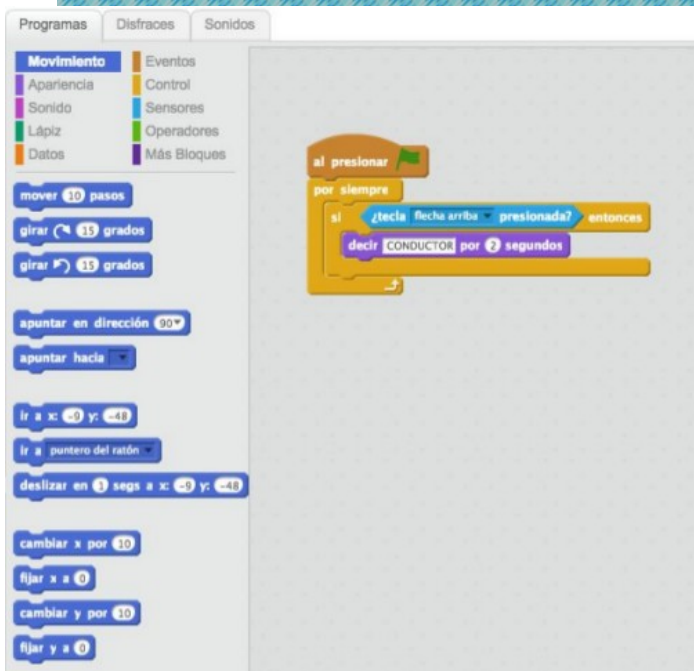 Programas Disfraces Sonidos
Movimiento Eventos
Apariencia Control
Sonido Sensores
Lápiz Operadores
Datos Más Bloques
mover 10 pasos
girar 15 grados
girar 15 grados
apuntar en dirección 90
apuntar hacia
ir a x: -9 y: -48
ir a puntero del ratón
deslizar en 1 segs a x: -9 y: -48
cambiar x por 10
fijar x a 0
cambiar y por 10
fijar y a 0
al presionar
por siempre
si ¿tecla flecha arriba presionada? entonces
decir CONDUCTOR por 2 segundos